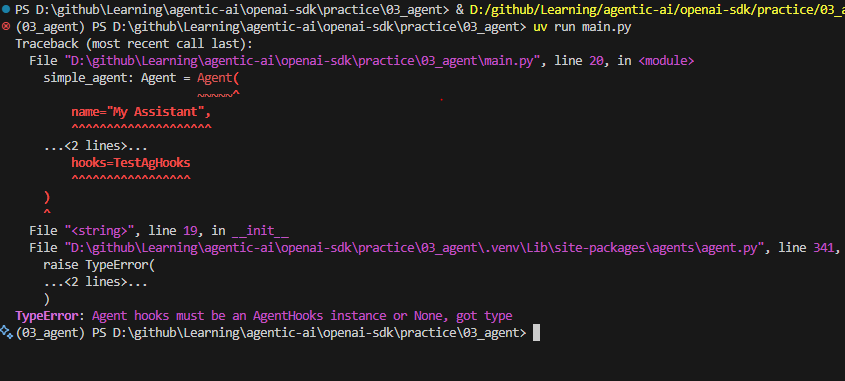 PS D:\github\Learning\agentic-ai\openai-sdk\practice\03_agent> & D:/github/Learning/agentic-ai/openai-sdk/practice/03_a
(03_agent) PS D:\github\Learning\agentic-ai\openai-sdk\practice\03_agent> uv run main.py
Traceback (most recent call last):
  File "D:\github\Learning\agentic-ai\openai-sdk\practice\03_agent\main.py", line 20, in <module>
    simple_agent: Agent = Agent(
                          ~~~~~^
        name="My Assistant",
        ^^^^^^^^^^^^^^^^^^^^
    ...<2 lines>...
        hooks=TestAgHooks
        ^^^^^^^^^^^^^^^^^
    )
    ^
  File "<string>", line 19, in __init__
  File "D:\github\Learning\agentic-ai\openai-sdk\practice\03_agent\.venv\Lib\site-packages\agents\agent.py", line 341,
    raise TypeError(
    ...<2 lines>...
    )
TypeError: Agent hooks must be an AgentHooks instance or None, got type
(03_agent) PS D:\github\Learning\agentic-ai\openai-sdk\practice\03_agent>